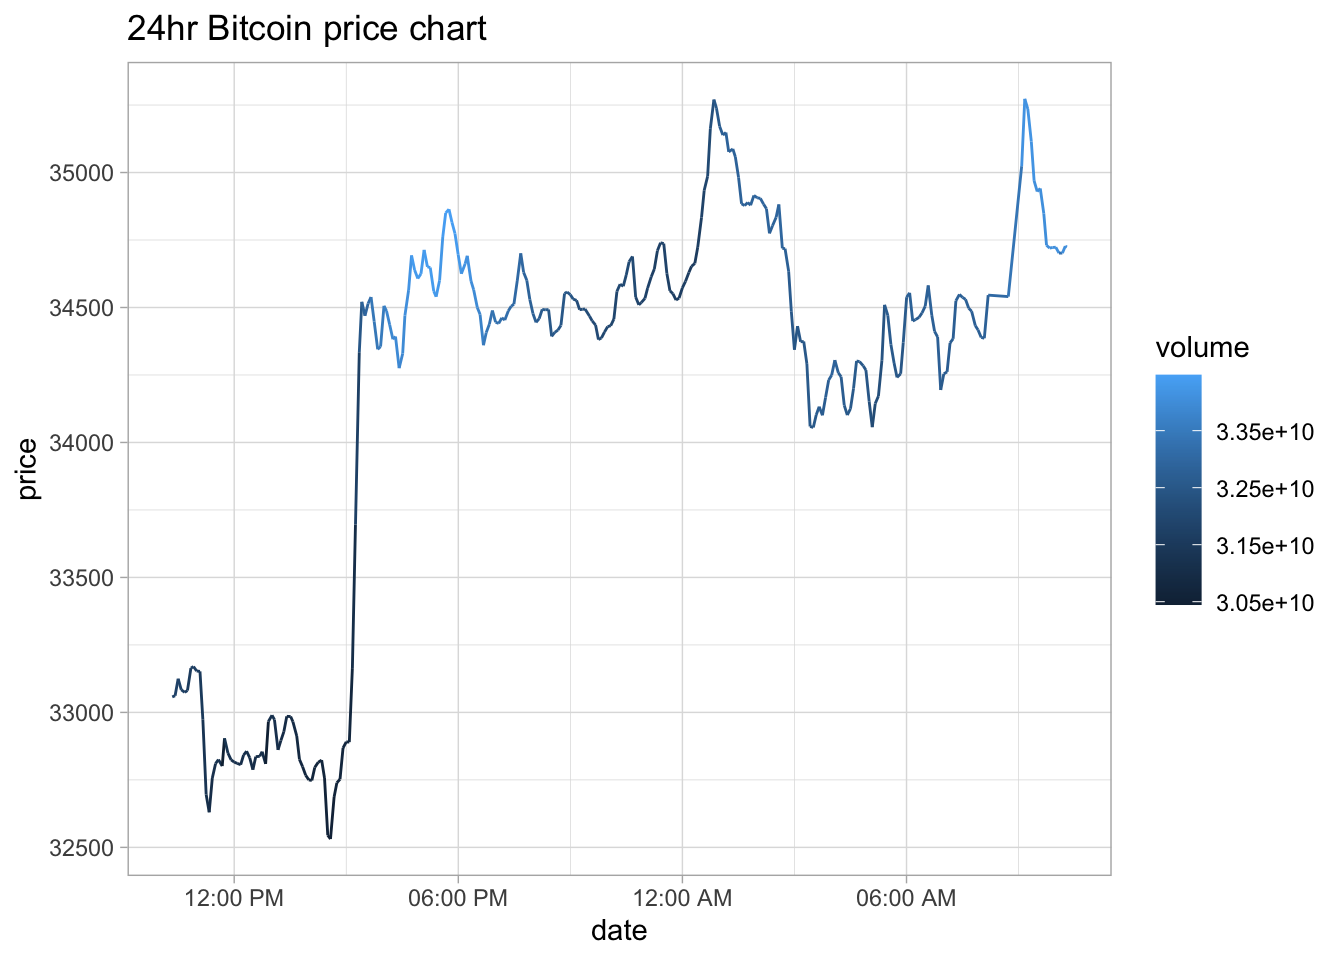 24hr Bitcoin price chart
35000
34500
34000
33500
33000
32500
price
12:00 PM 06:00 PM 12:00 AM 06:00 AM
date
volume
3.35e+10
3.25e+10
3.15e+10
3.05e+10